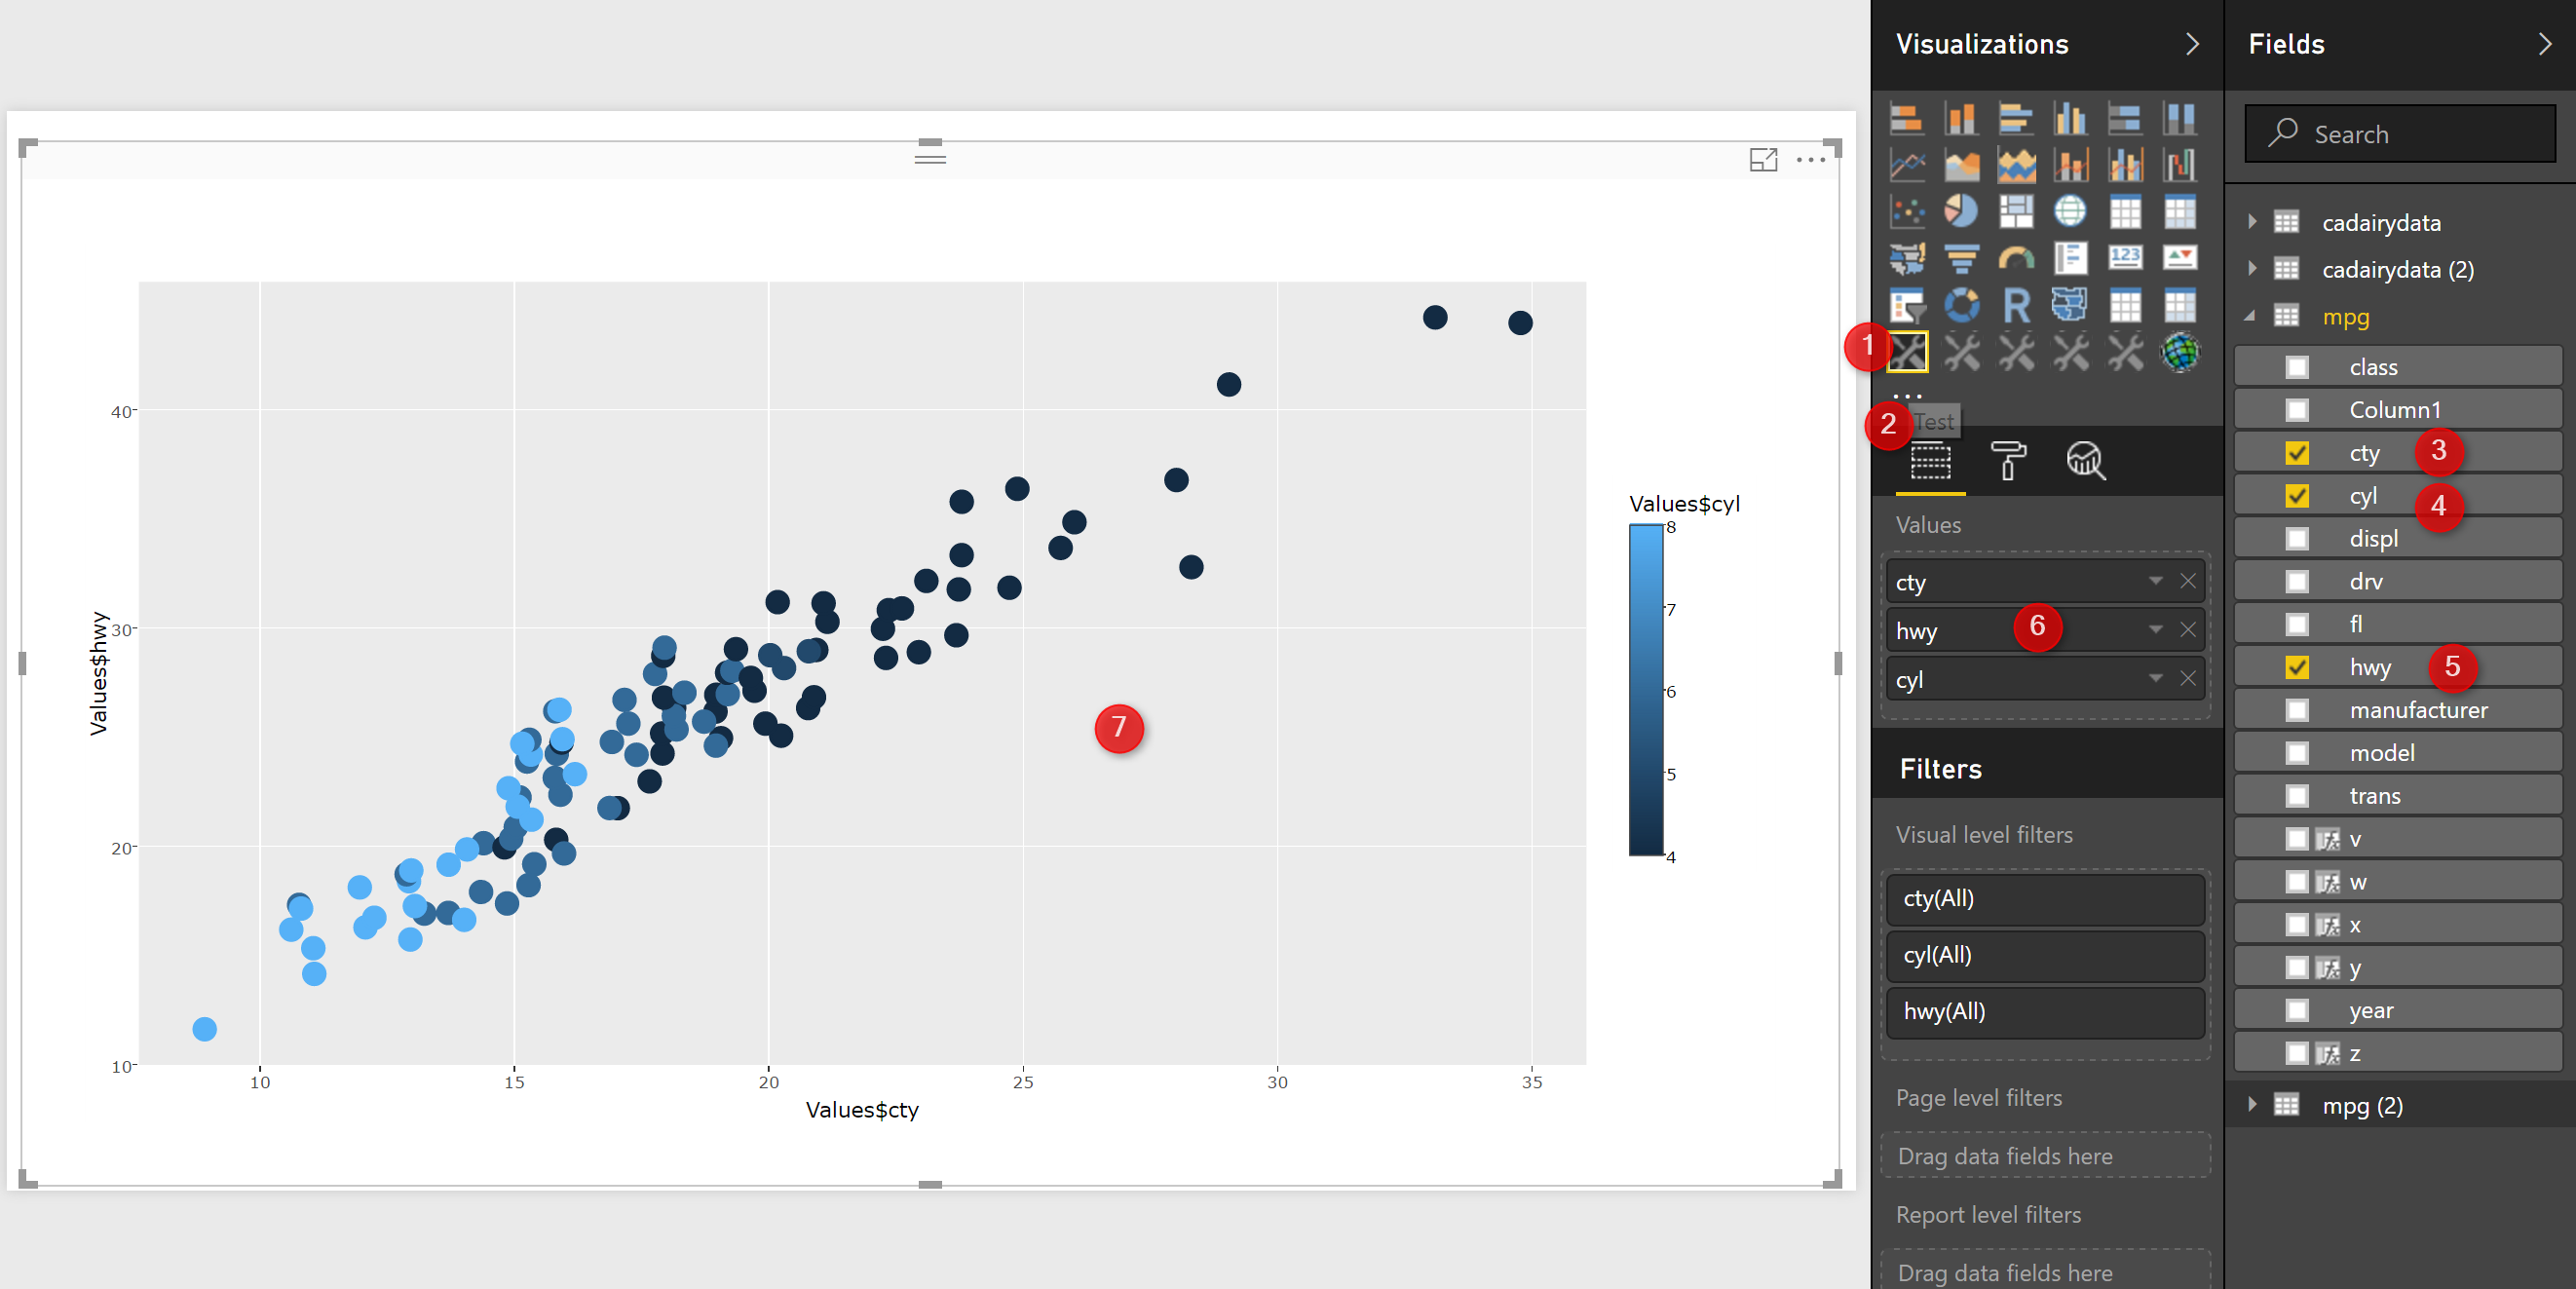 Values$hwy
40
30
20
10
10 15 20 25 30 35
Values$cty
7
Values$cyl
8
7
6
5
4
Visualizations
123
R
1
2
Test
Values
cty
hwy
6
cyl
Filters
Visual level filters
cty(All)
cyl(All)
hwy(All)
Page level filters
Drag data fields here
Report level filters
Drag data fields here
Fields
Search
cadairydata
cadairydata (2)
mpg
class
Column1
cty 3
cyl 4
displ
drv
fl
hwy 5
manufacturer
model
trans
v
w
x
y
year
z
mpg (2)